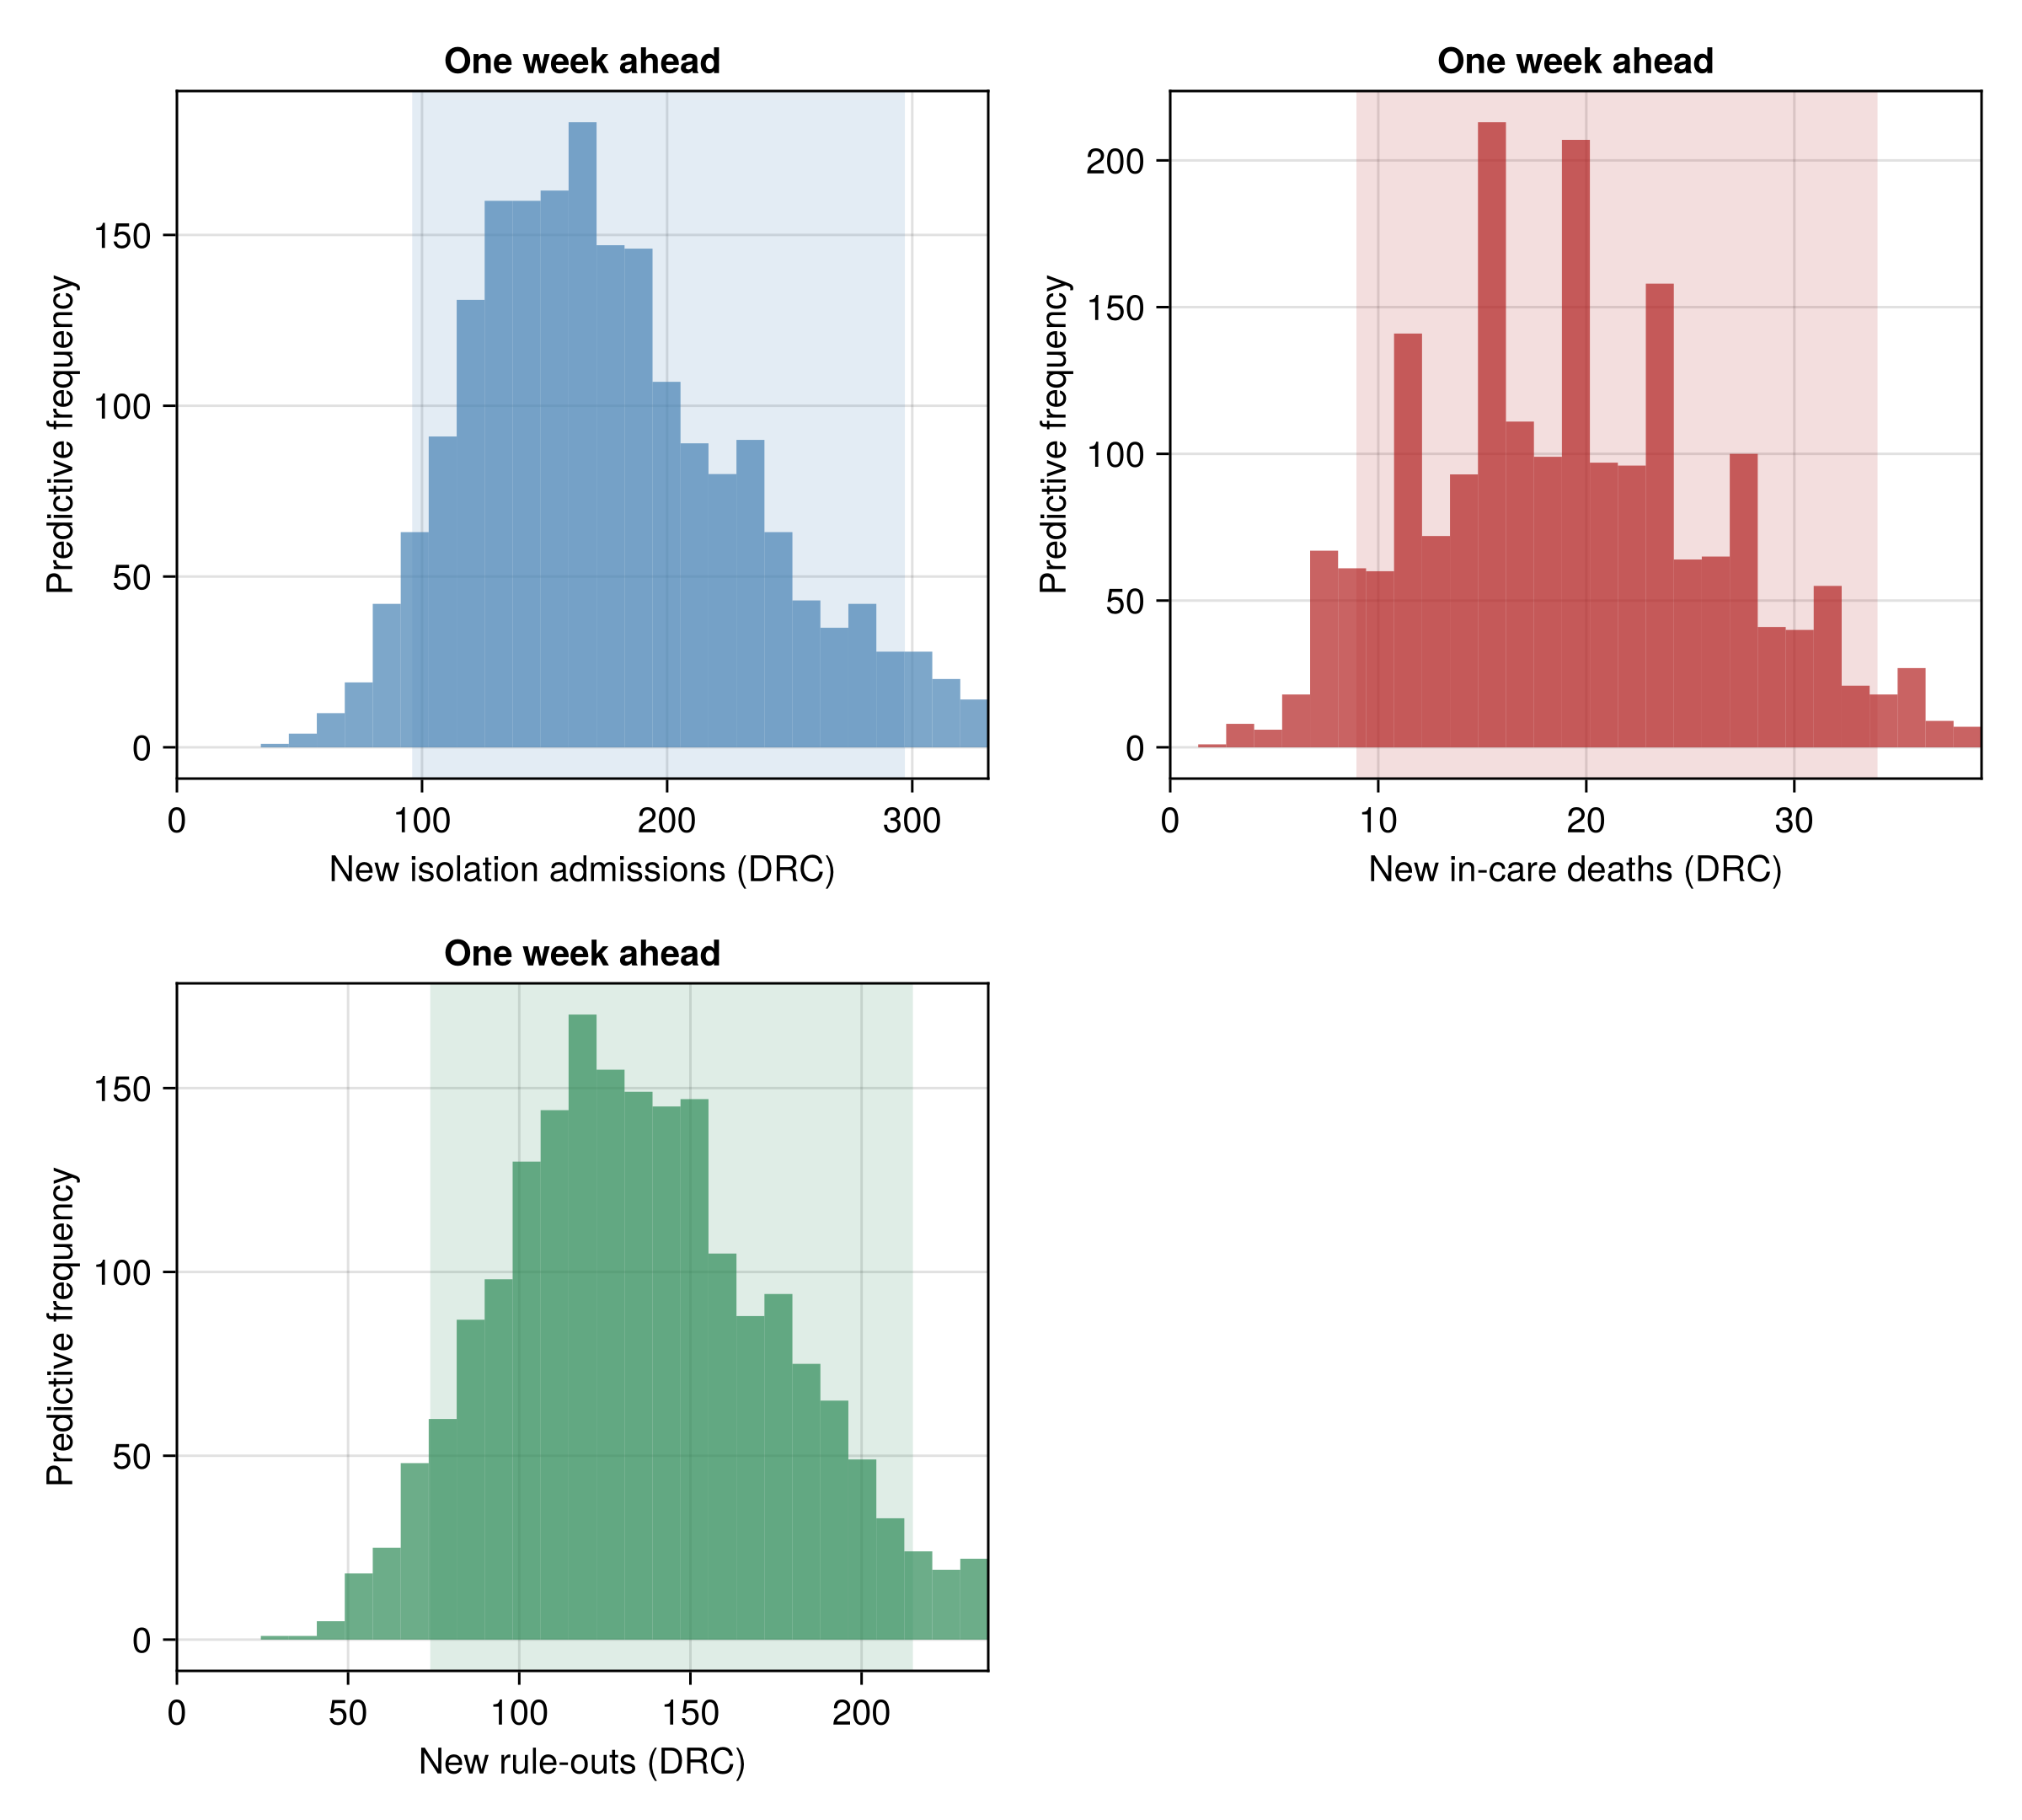 One week ahead
Predictive frequency
150
100
50
0
0 100 200 300
New isolation admissions (DRC)
One week ahead
Predictive frequency
200
150
100
50
0
0 10 20 30
New in-care deaths (DRC)
One week ahead
Predictive frequency
150
100
50
0
0 50 100 150 200
New rule-outs (DRC)